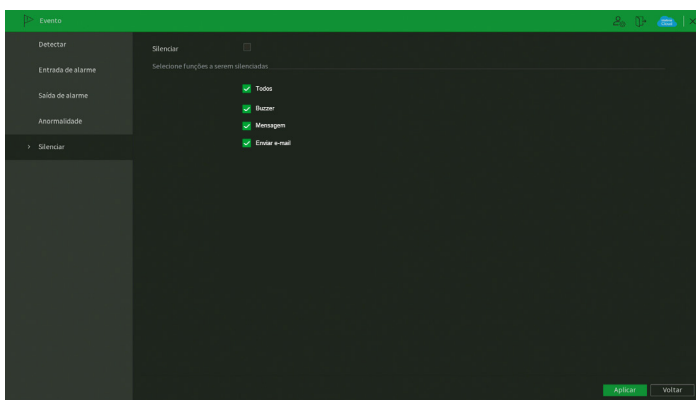 Evento
Detectar
Entrada de alarme
Saída de alarme
Anormalidade
Silenciar
Silenciar
Selecione funções a serem silenciadas
Todos
Buzzer
Mensagem
Enviar e-mail
Aplicar
Voltar